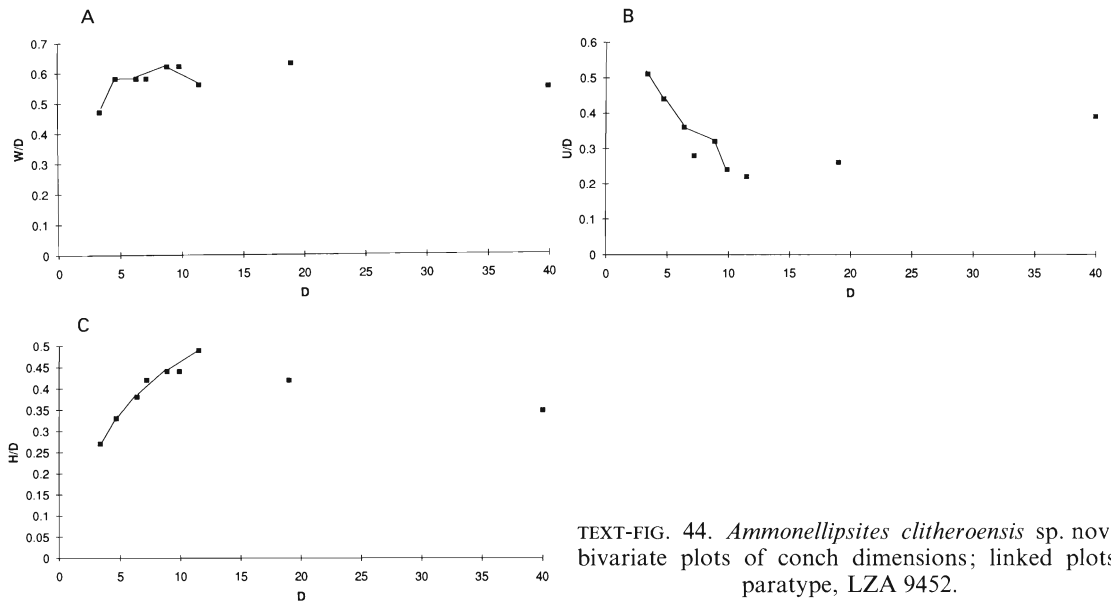 A
0.7
0.6
0.5
0.4
0.3
0.2
0.1
0
W/D
0 5 10 15 20 25 30 35 40
D
B
0.6
0.5
0.4
0.3
0.2
0.1
0
U/D
0 5 10 15 20 25 30 35 40
D
C
0.5
0.45
0.4
0.35
0.3
0.25
0.2
0.15
0.1
0.05
0
H/D
0 5 10 15 20 25 30 35 40
D
TEXT-FIG. 44. Ammonellipsites clitheroensis sp. nov
bivariate plots of conch dimensions; linked plots
paratype, LZA 9452.